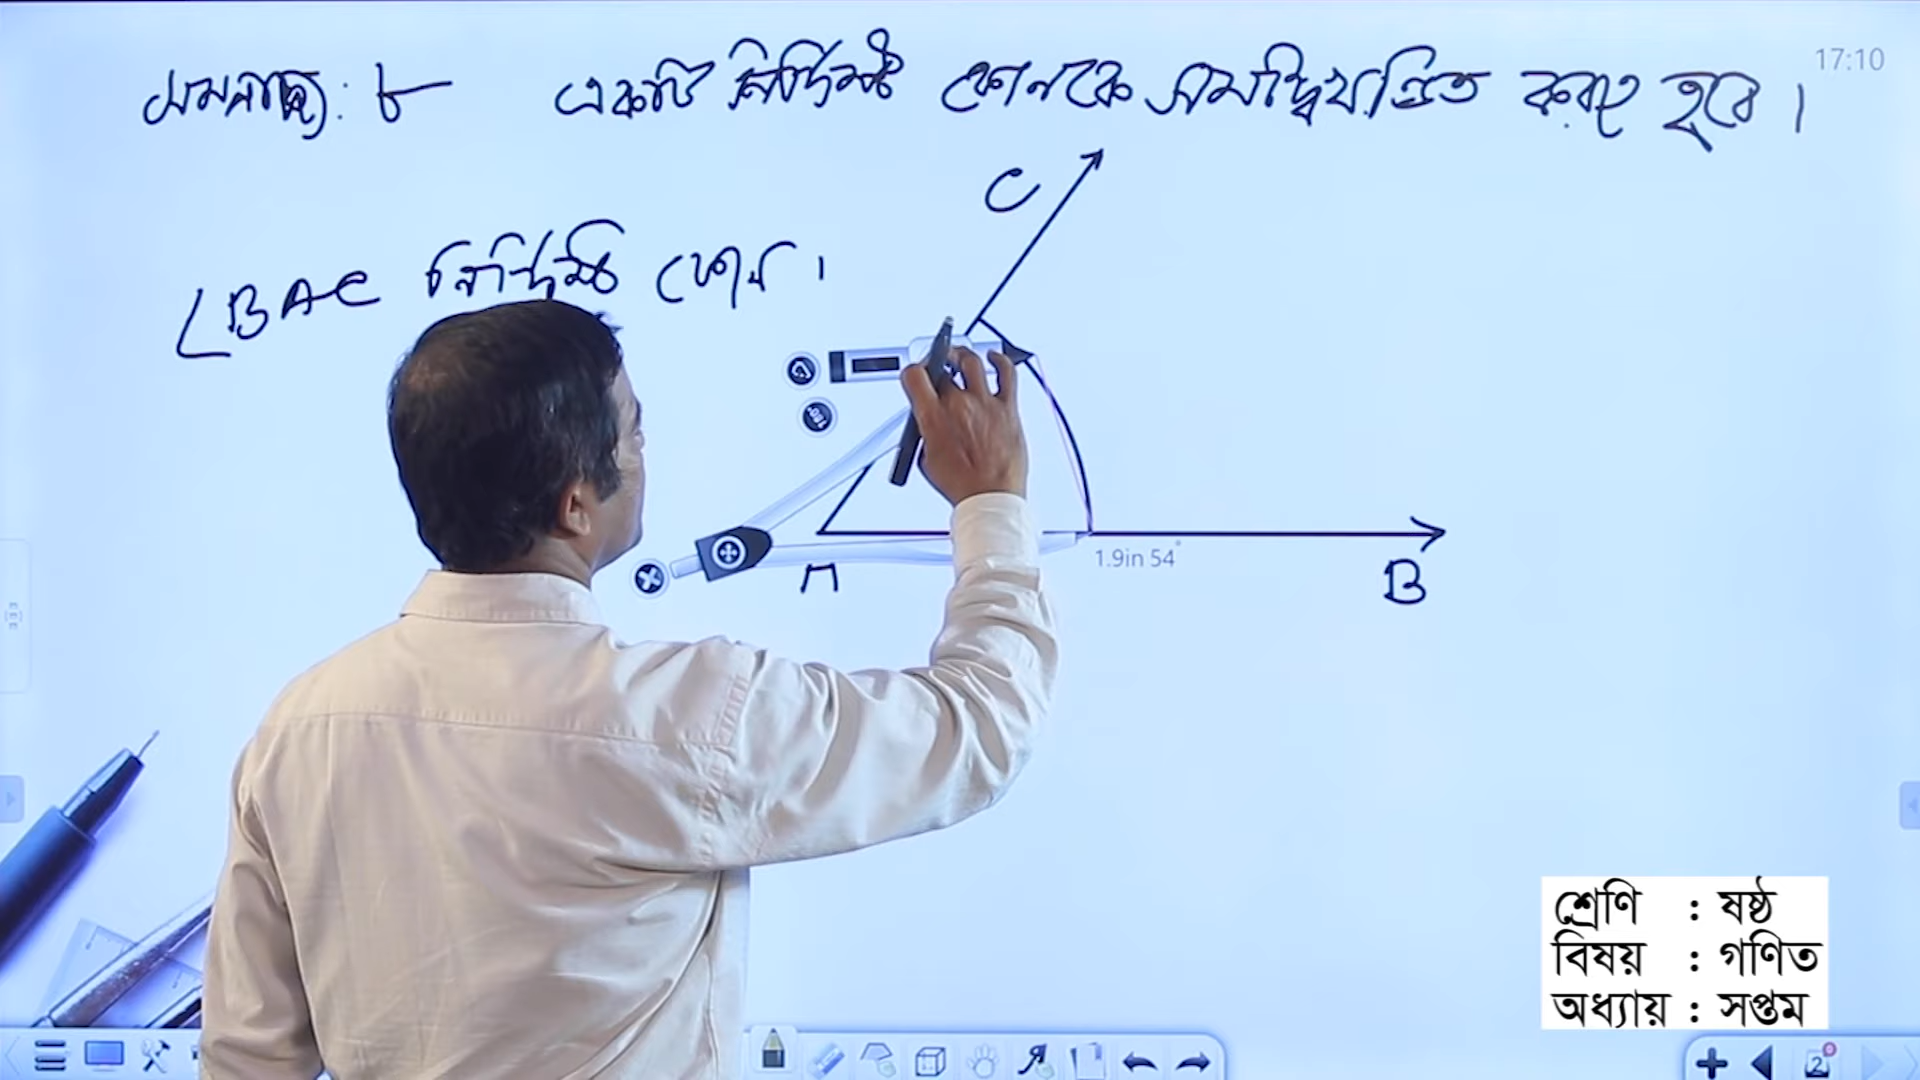 17:10
সমস্যা: ৮ একটি নির্দিষ্ট কোণকে সমদ্বিখণ্ডিত করতে হবে।
C
∠BAC নির্দিষ্ট কোণ।
1.9in 54°
A B
শ্রেণি : ষষ্ঠ
বিষয় : গণিত
অধ্যায় : সপ্তম
2